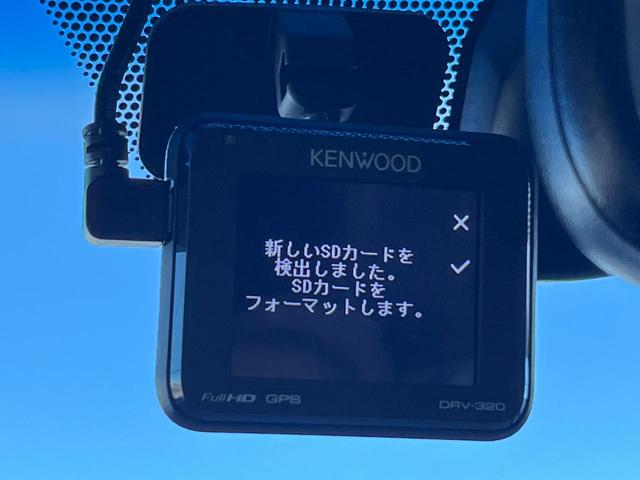 KENWOOD
新しいSDカードを
検出しました。
SDカードを
フォーマットします。
Full HD GPS
DRV-320